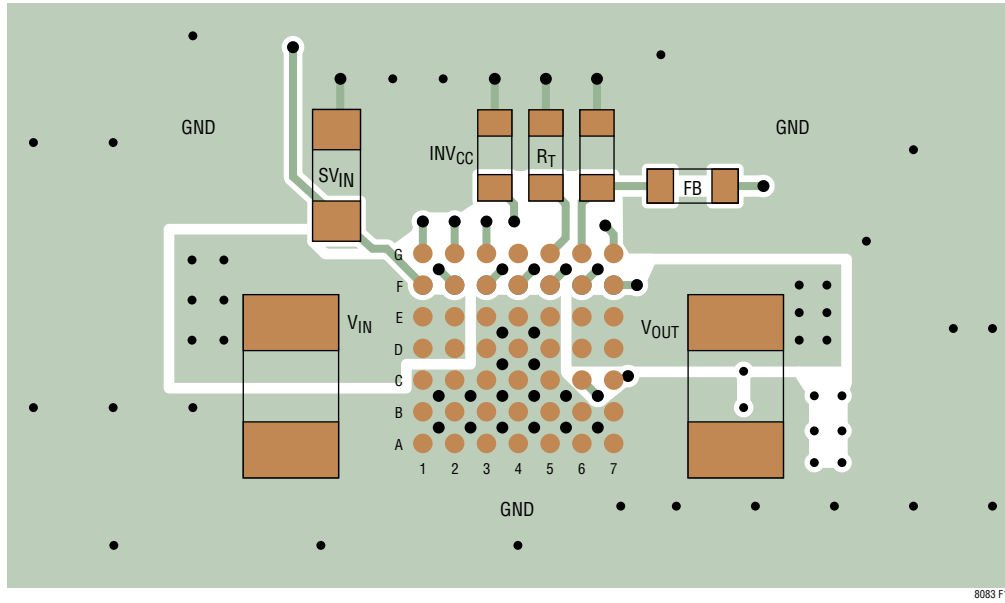 GND
GND
INVCC
RT
SVIN
FB
G
F
E
D
C
B
A
VIN
VOUT
1 2 3 4 5 6 7
GND
8083 F